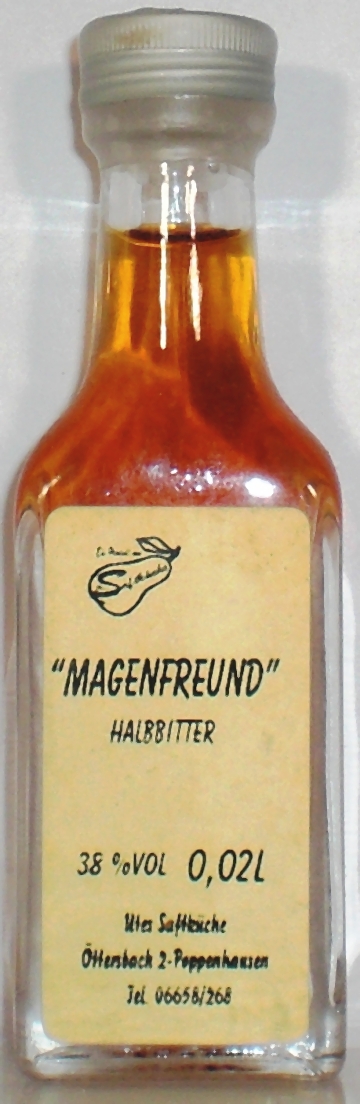 "MAGENFREUND"
HALBBITTER
38 %VOL 0,02L
Utes Saftküche
Öttersbach 2-Poppenhausen
Tel. 06658/268